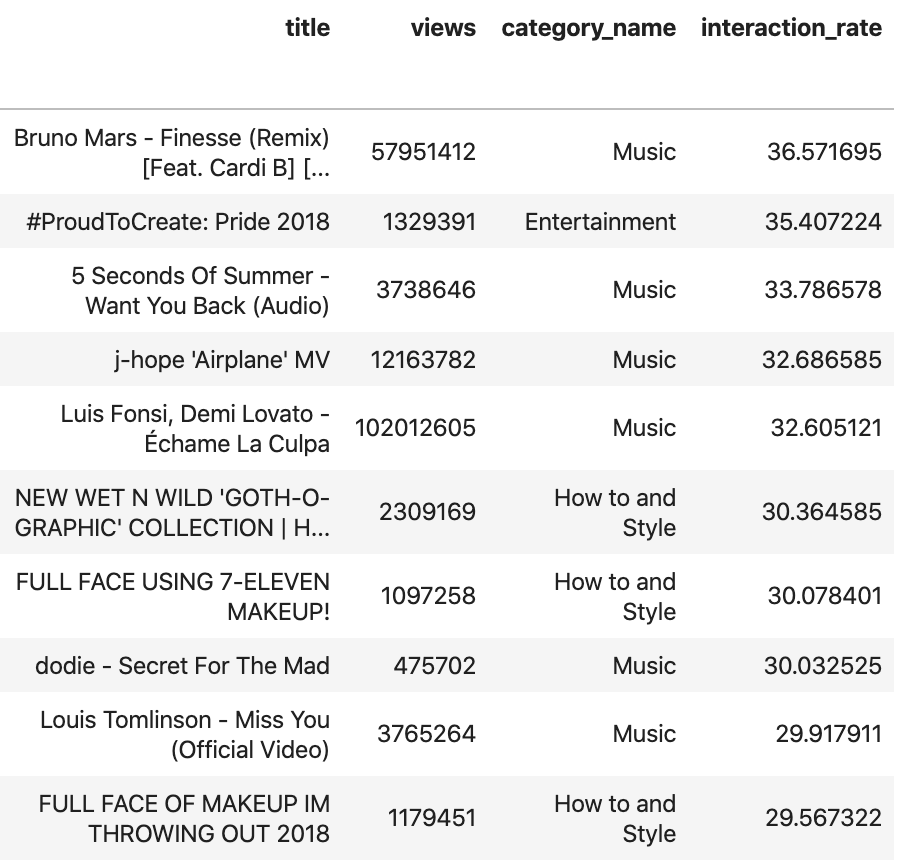 title views category_name interaction_rate
Bruno Mars - Finesse (Remix)
[Feat. Cardi B] [... 57951412 Music 36.571695
#ProudToCreate: Pride 2018 1329391 Entertainment 35.407224
5 Seconds Of Summer -
Want You Back (Audio) 3738646 Music 33.786578
j-hope 'Airplane' MV 12163782 Music 32.686585
Luis Fonsi, Demi Lovato -
Échame La Culpa 102012605 Music 32.605121
NEW WET N WILD 'GOTH-O-
GRAPHIC' COLLECTION | H... 2309169 How to and
Style 30.364585
FULL FACE USING 7-ELEVEN
MAKEUP! 1097258 How to and
Style 30.078401
dodie - Secret For The Mad 475702 Music 30.032525
Louis Tomlinson - Miss You
(Official Video) 3765264 Music 29.917911
FULL FACE OF MAKEUP IM
THROWING OUT 2018 1179451 How to and
Style 29.567322